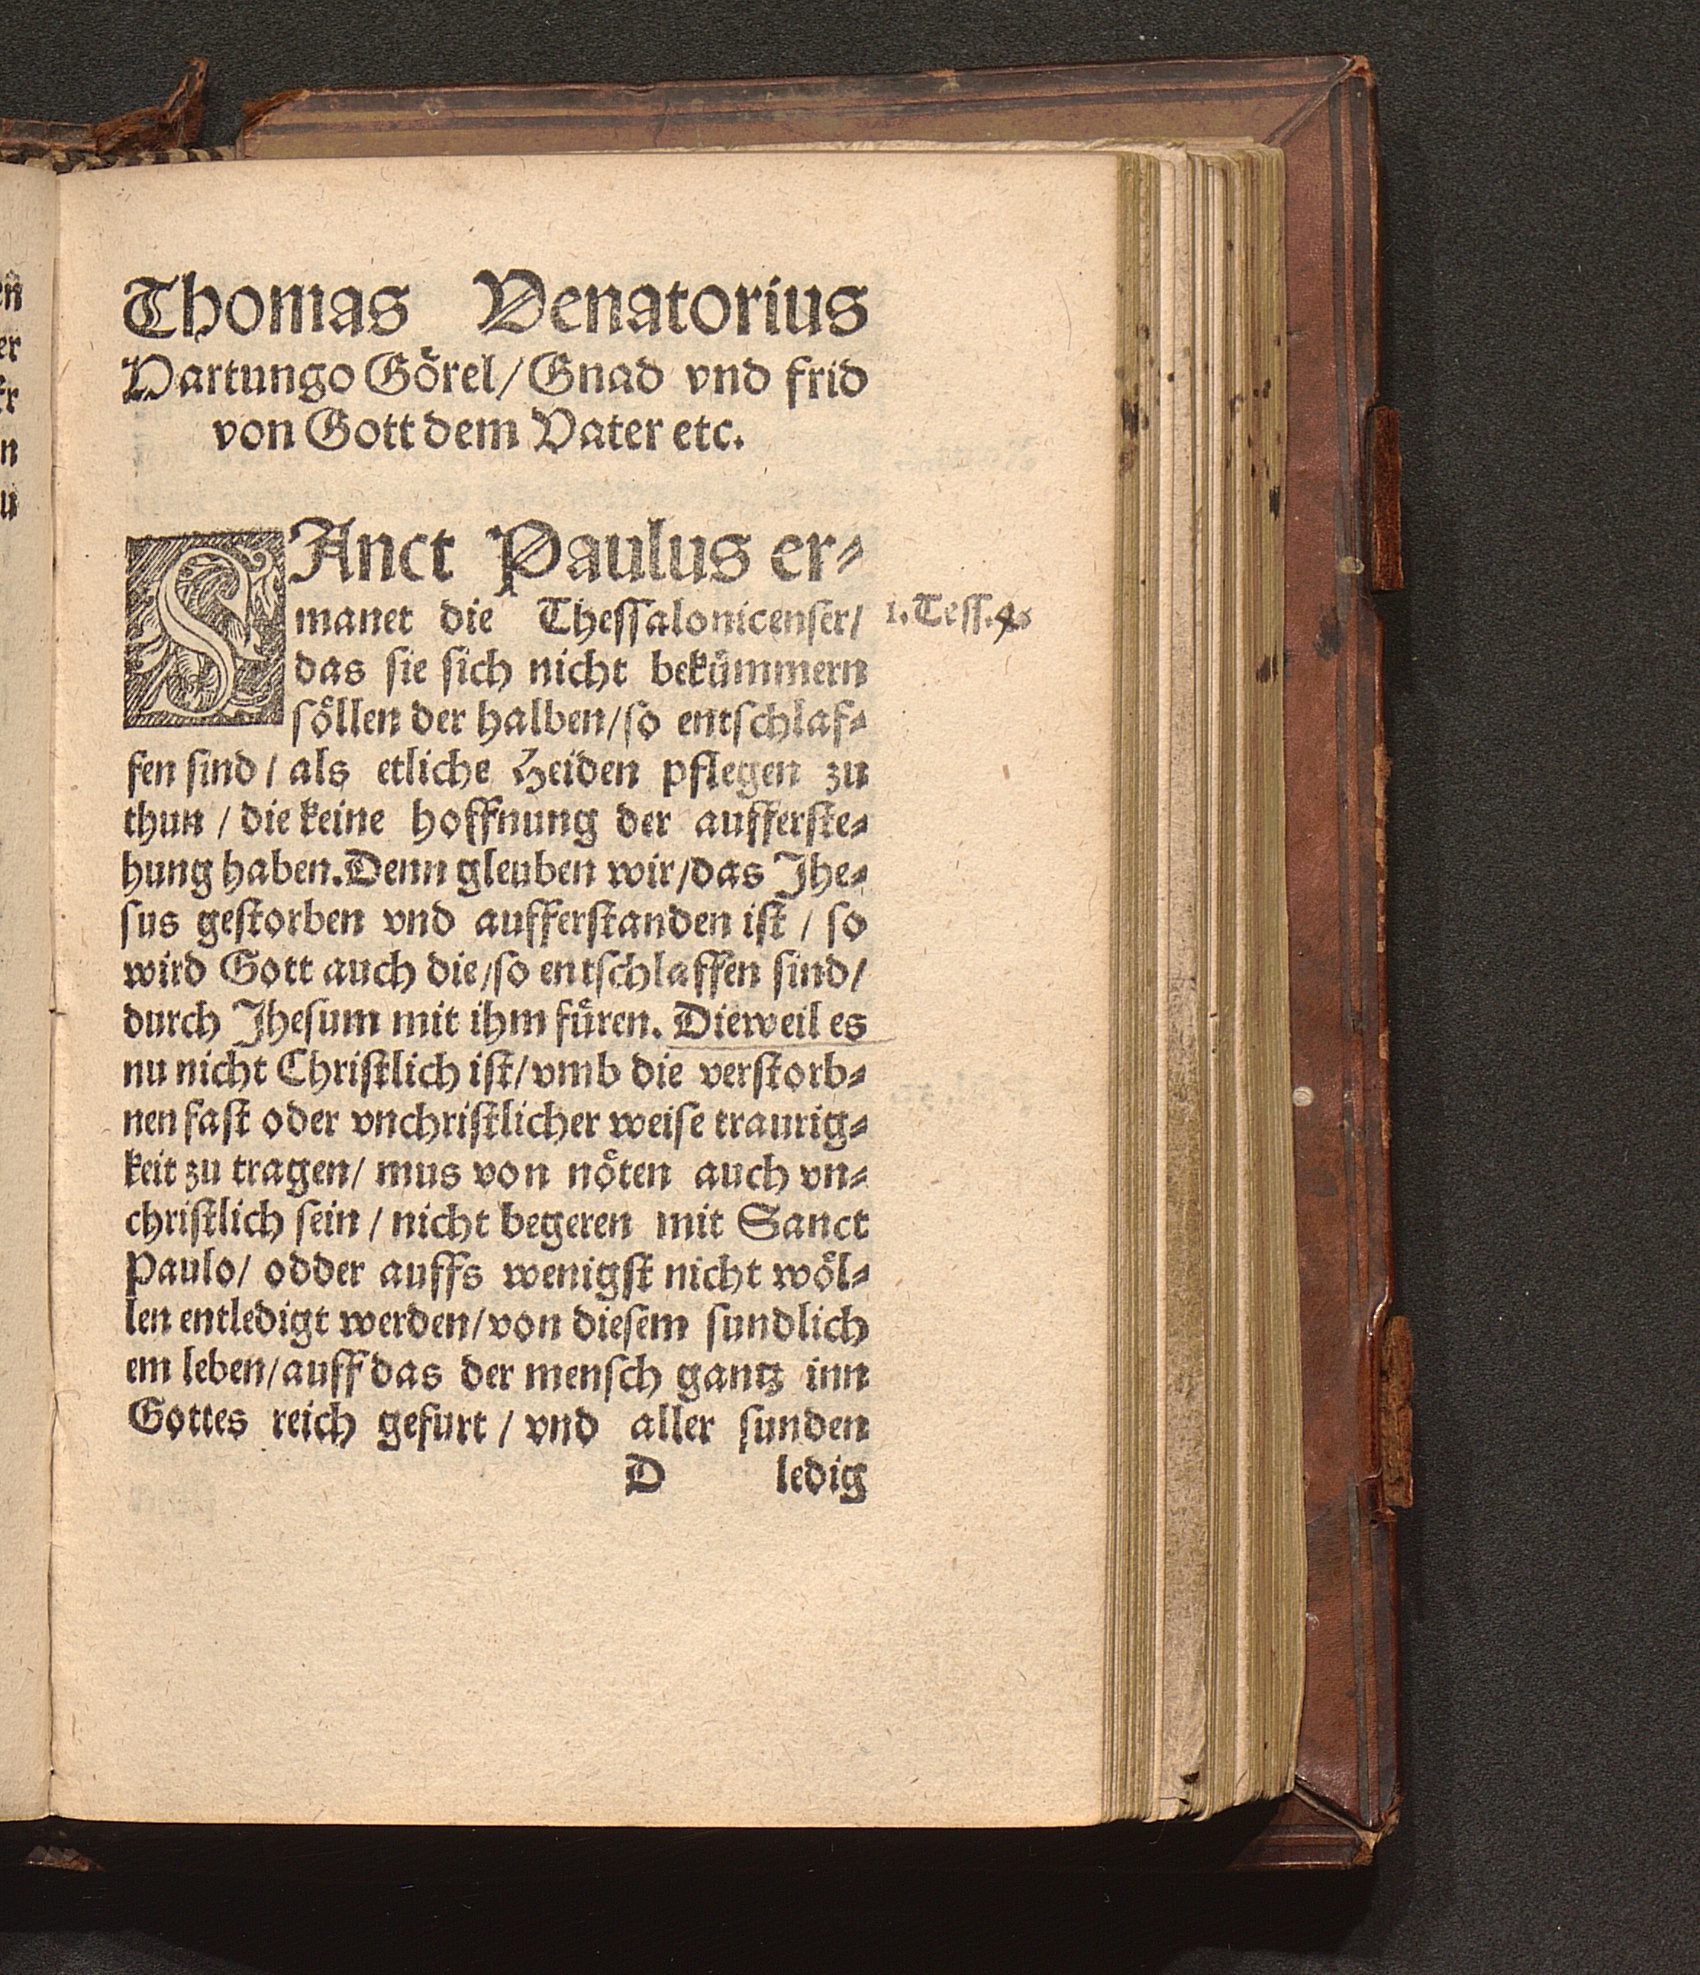 Thomas Venatorius
Hartungo Görel/ Gnad vnd frid
von Gott dem Vater etc.
SAnct Paulus er⸗
manet die Thessalonicenser/
1. Tess. 4.
das sie sich nicht bekümmern
söllen der halben/ so entschlaf⸗
fen sind / als etliche Heiden pflegen zu
thun / die keine hoffnung der aufferste⸗
hung haben. Denn gleuben wir/ das Jhe⸗
sus gestorben vnd aufferstanden ist / so
wird Gott auch die/ so entschlaffen sind/
durch Jhesum mit ihm füren. Dieweil es
nu nicht Christlich ist/ vmb die verstorb⸗
nen fast oder vnchristlicher weise traurig⸗
keit zu tragen/ mus von nöten auch vn⸗
christlich sein / nicht begeren mit Sanct
Paulo/ odder auffs wenigst nicht wöl⸗
len entledigt werden/ von diesem sundlich
em leben/ auff das der mensch gantz inn
Gottes reich gefurt / vnd aller sunden
D ledig